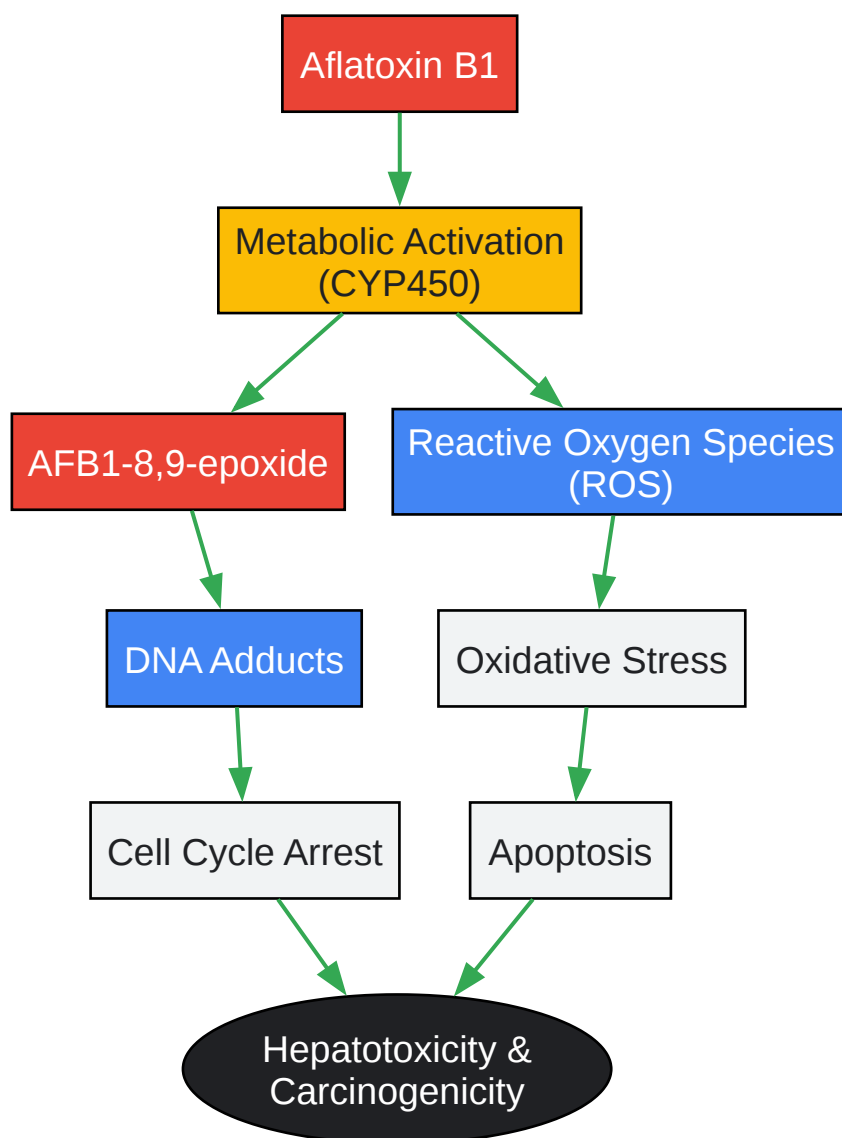 Aflatoxin B1
Metabolic Activation
(CYP450)
AFB1-8,9-epoxide
Reactive Oxygen Species
(ROS)
DNA Adducts
Oxidative Stress
Cell Cycle Arrest
Apoptosis
Hepatotoxicity &
Carcinogenicity